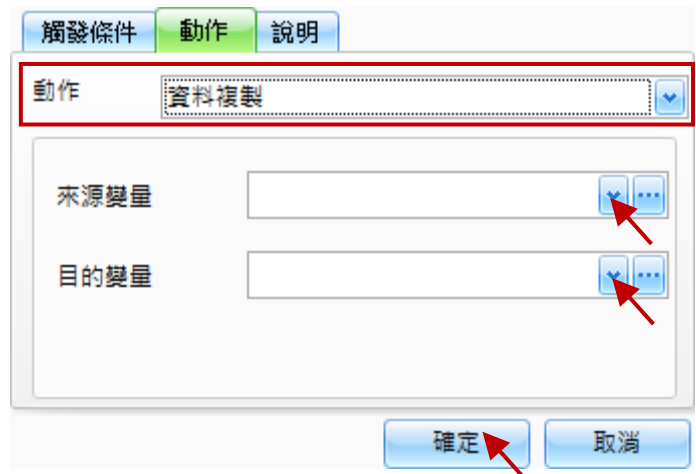 觸發條件 動作 說明
動作 資料複製
來源變量
目的變量
確定 取消